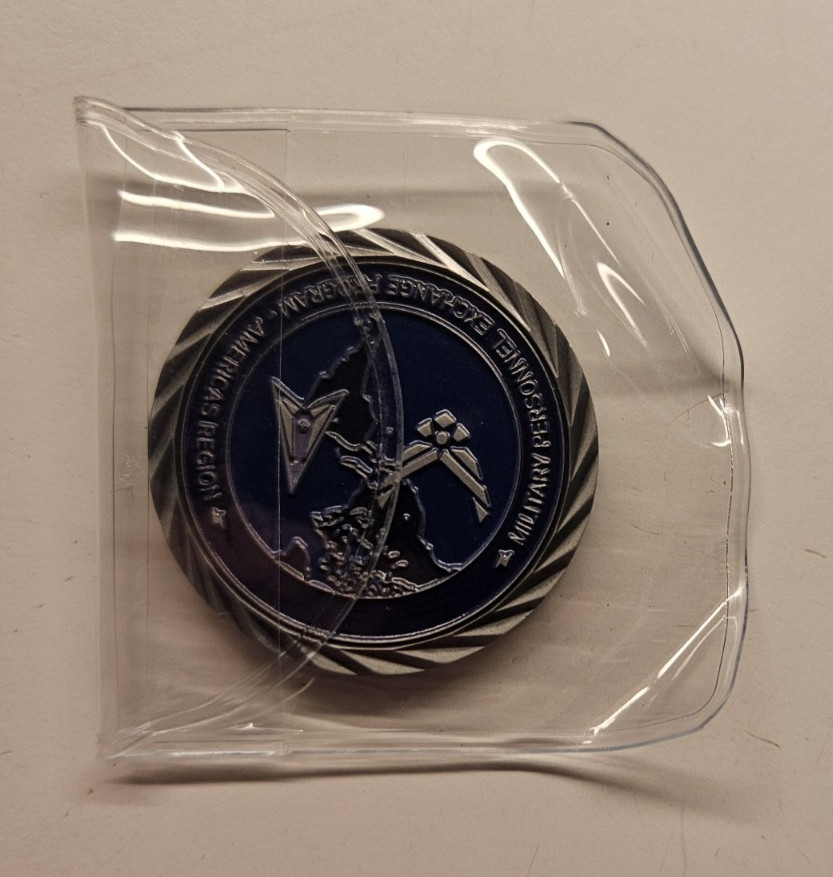 MILITARY PERSONNEL EXCHANGE PROGRAM • AMERICAS REGION